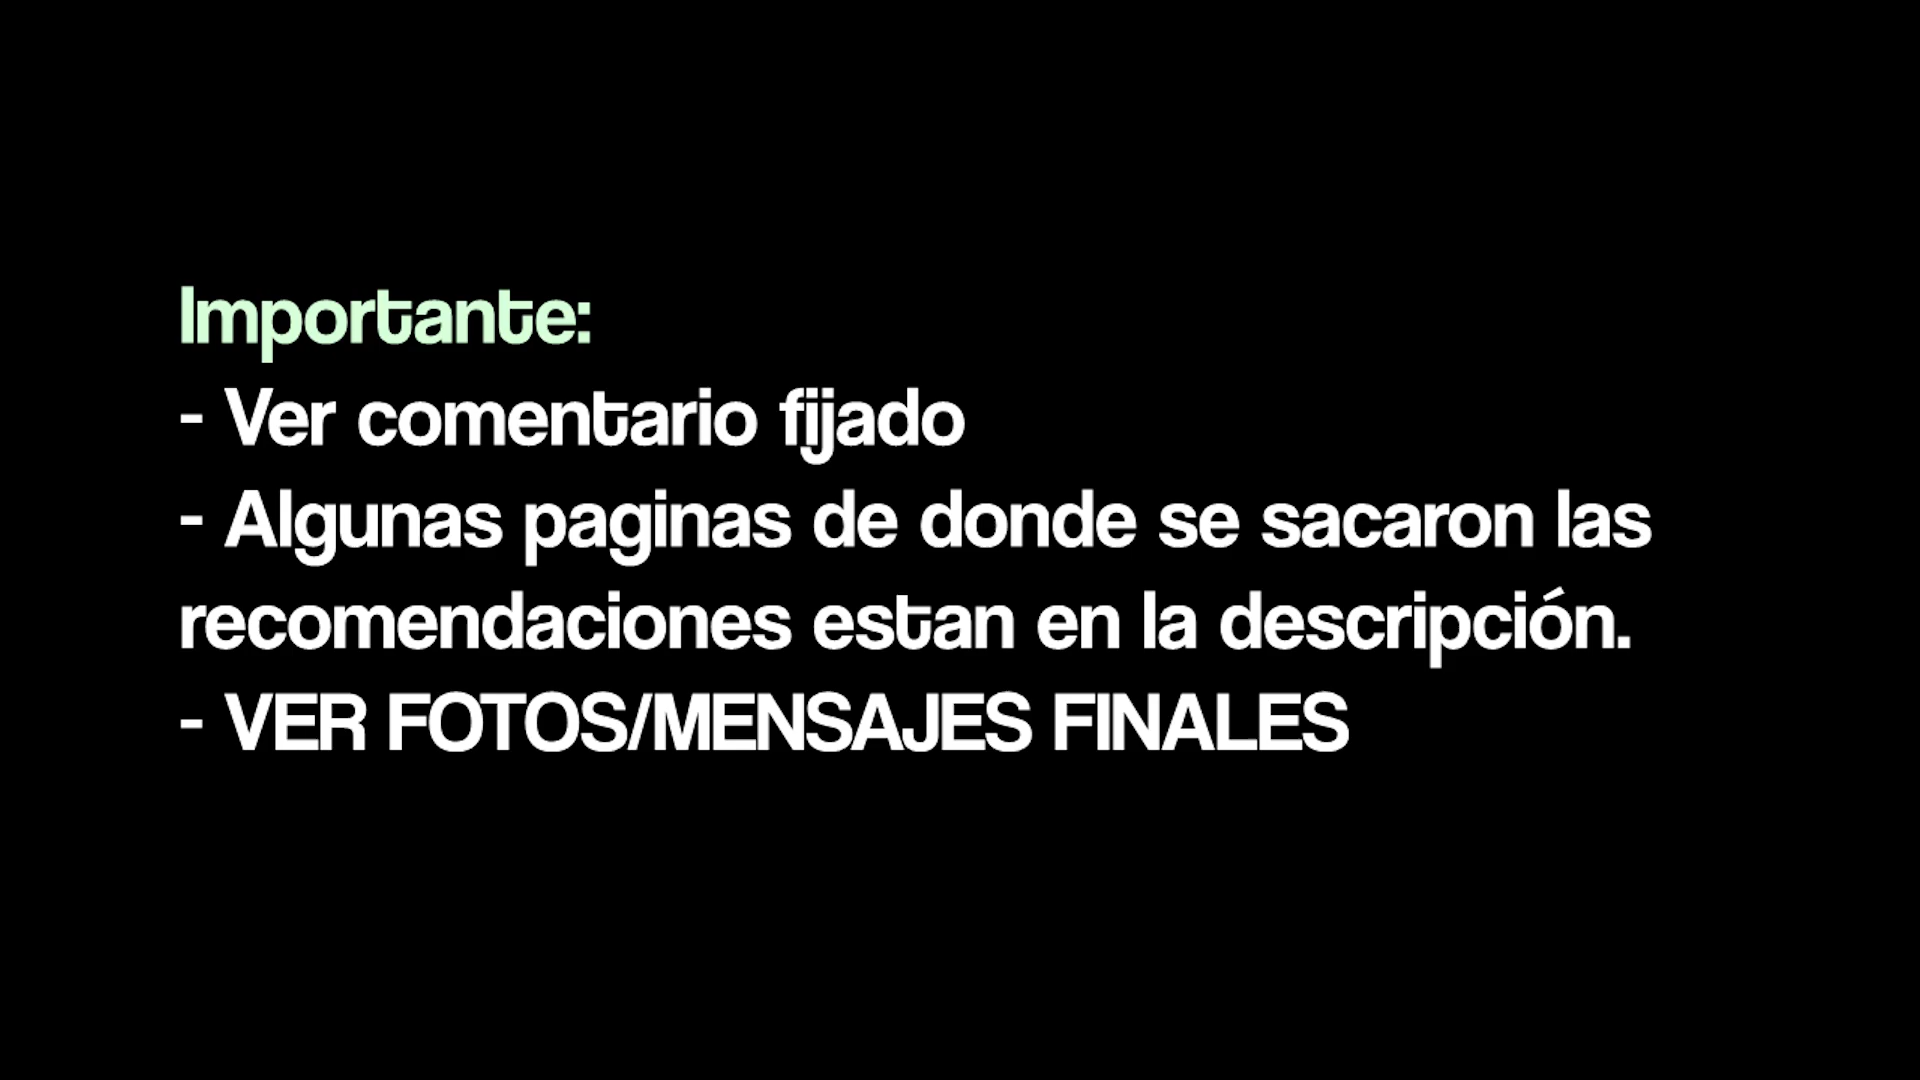 Importante:
- Ver comentario fijado
- Algunas paginas de donde se sacaron las
recomendaciones estan en la descripción.
- VER FOTOS/MENSAJES FINALES